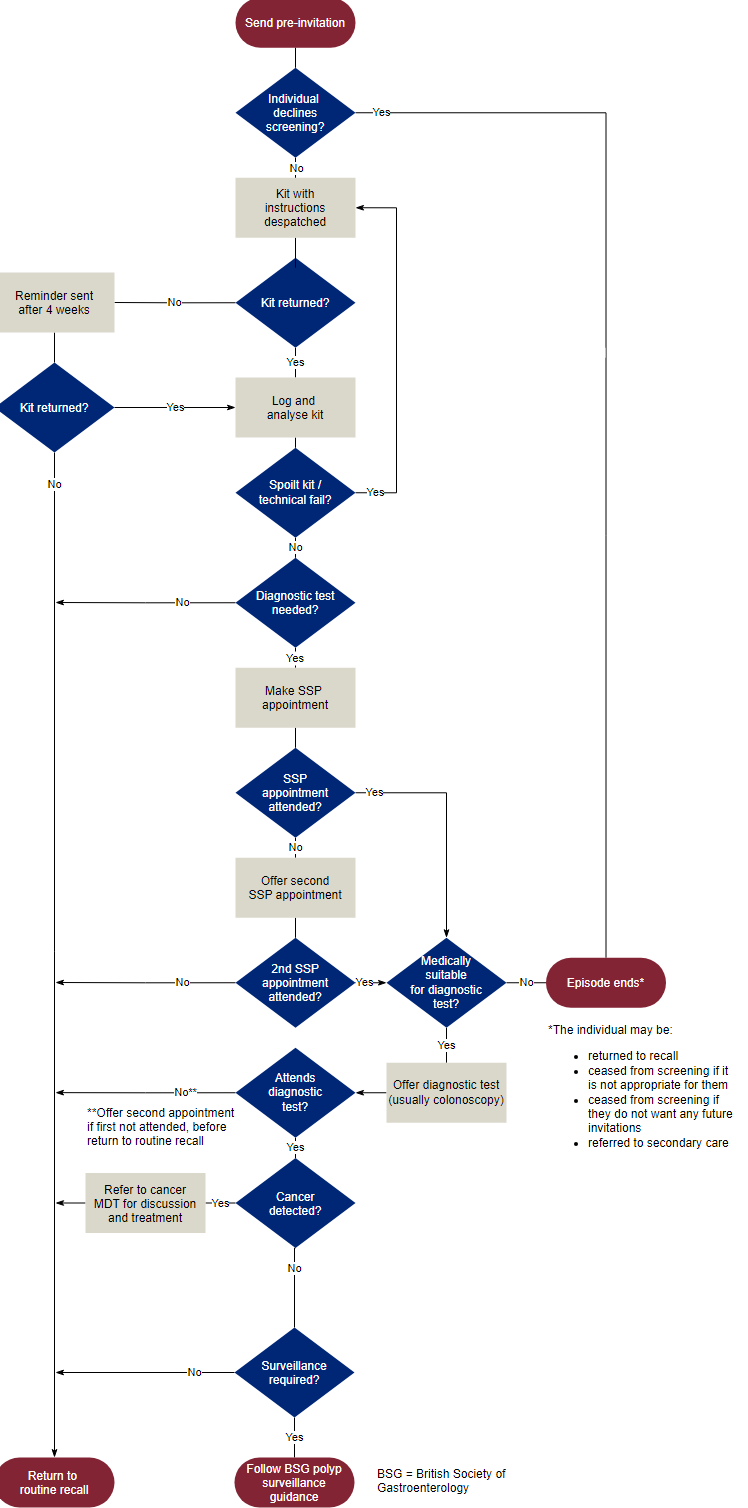 Send pre-invitation
Individual
declines
screening?
Yes
No
Kit with
instructions
despatched
Reminder sent
after 4 weeks
No
Kit returned?
Yes
Kit returned?
Yes
Log and
analyse kit
No
Spoilt kit /
technical fail?
Yes
No
Diagnostic test
needed?
No
Yes
Make SSP
appointment
SSP
appointment
attended?
Yes
No
Offer second
SSP appointment
No
2nd SSP
appointment
attended?
Yes
Medically
suitable
for diagnostic
test?
No
Episode ends*
*The individual may be:
• returned to recall
• ceased from screening if it
is not appropriate for them
• ceased from screening if
they do not want any future
invitations
• referred to secondary care
Yes
Offer diagnostic test
(usually colonoscopy)
Attends
diagnostic
test?
No**
**Offer second appointment
if first not attended, before
return to routine recall
Yes
Refer to cancer
MDT for discussion
and treatment
Yes
Cancer
detected?
No
Surveillance
required?
No
Yes
Return to
routine recall
Follow BSG polyp
surveillance
guidance
BSG = British Society of
Gastroenterology